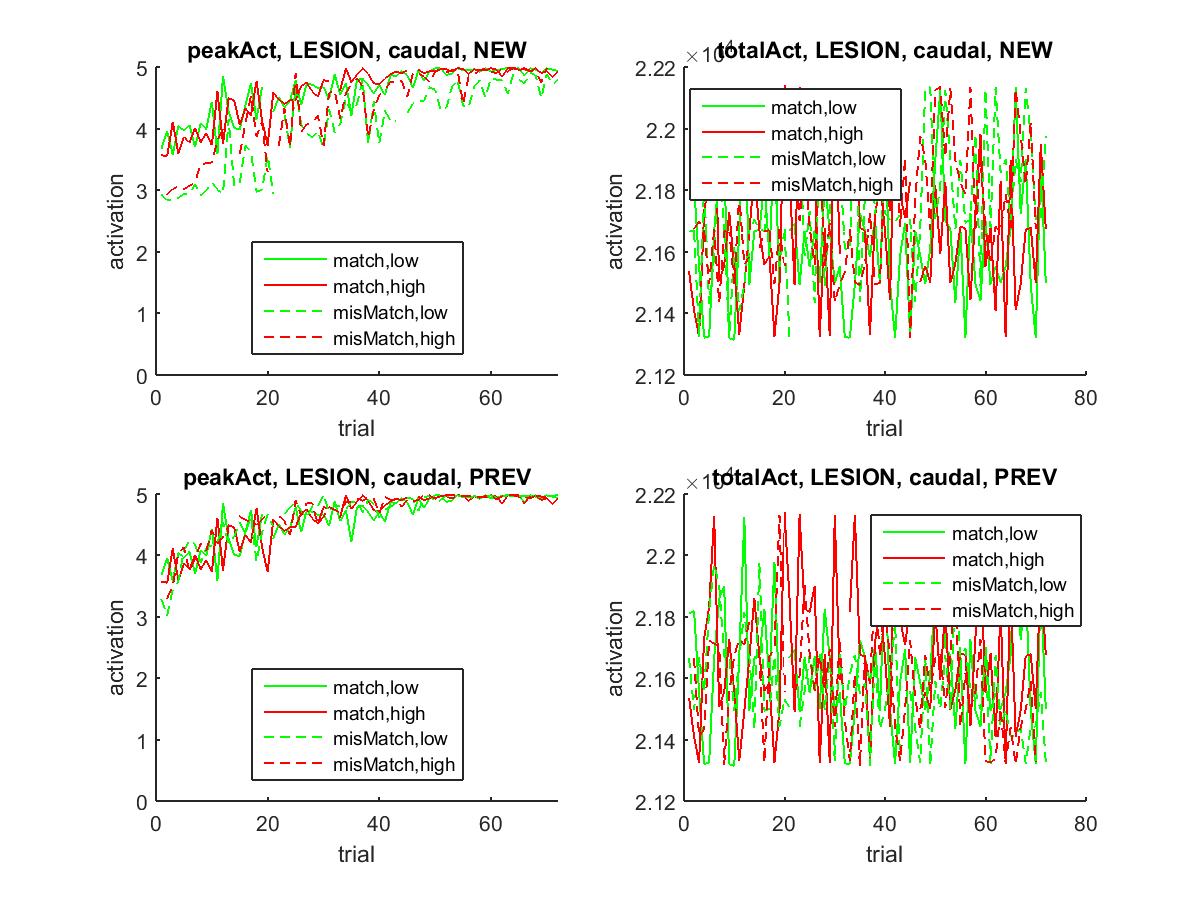 peakAct, LESION, caudal, NEW
5
4
3
2
1
0
0 20 40 60
activation
trial
match,low
match,high
misMatch,low
misMatch,high
totalAct, LESION, caudal, NEW
×10⁴
2.22
2.2
2.18
2.16
2.14
2.12
0 20 40 60 80
activation
trial
match,low
match,high
misMatch,low
misMatch,high
peakAct, LESION, caudal, PREV
5
4
3
2
1
0
0 20 40 60
activation
trial
match,low
match,high
misMatch,low
misMatch,high
totalAct, LESION, caudal, PREV
×10⁴
2.22
2.2
2.18
2.16
2.14
2.12
0 20 40 60 80
activation
trial
match,low
match,high
misMatch,low
misMatch,high